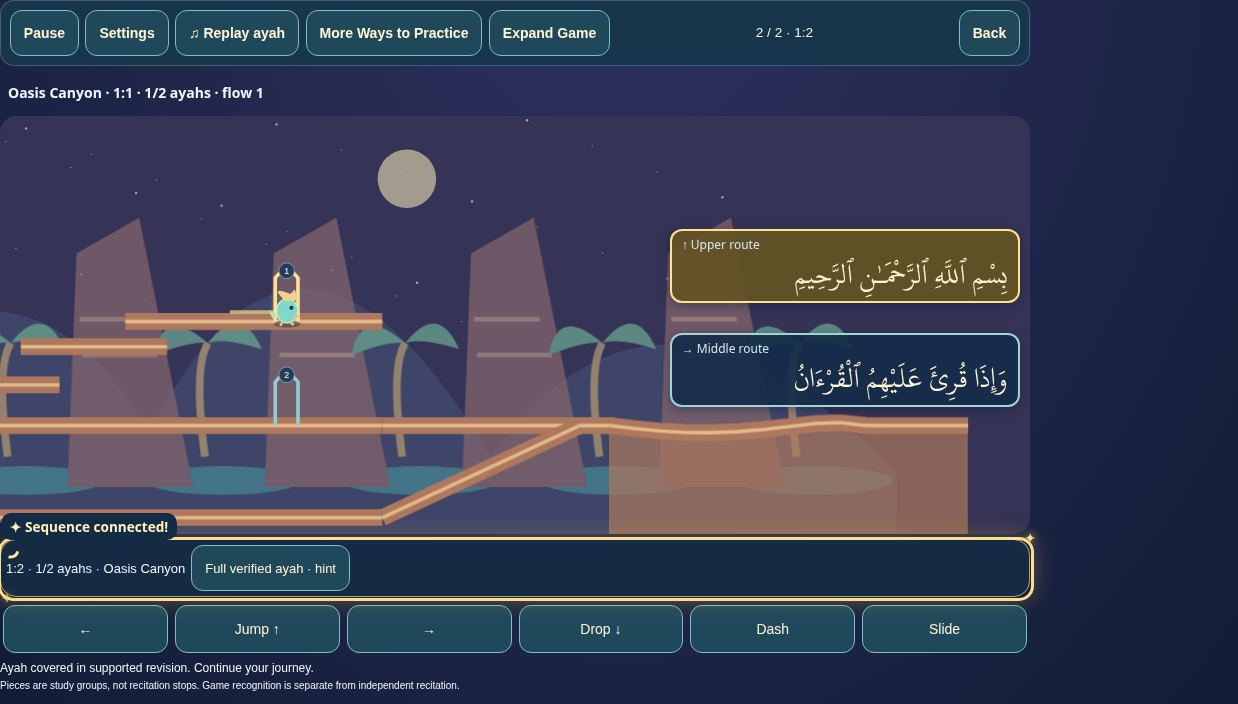 Pause Settings ♫ Replay ayah More Ways to Practice Expand Game 2 / 2 · 1:2 Back
Oasis Canyon · 1:1 · 1/2 ayahs · flow 1
↑ Upper route
بِسْمِ ٱللَّهِ ٱلرَّحْمَـٰنِ ٱلرَّحِيمِ
1
→ Middle route
وَإِذَا قُرِئَ عَلَيْهِمُ ٱلْقُرْءَانُ
2
✦ Sequence connected!
1:2 · 1/2 ayahs · Oasis Canyon Full verified ayah · hint
← Jump ↑ → Drop ↓ Dash Slide
Ayah covered in supported revision. Continue your journey.
Pieces are study groups, not recitation stops. Game recognition is separate from independent recitation.